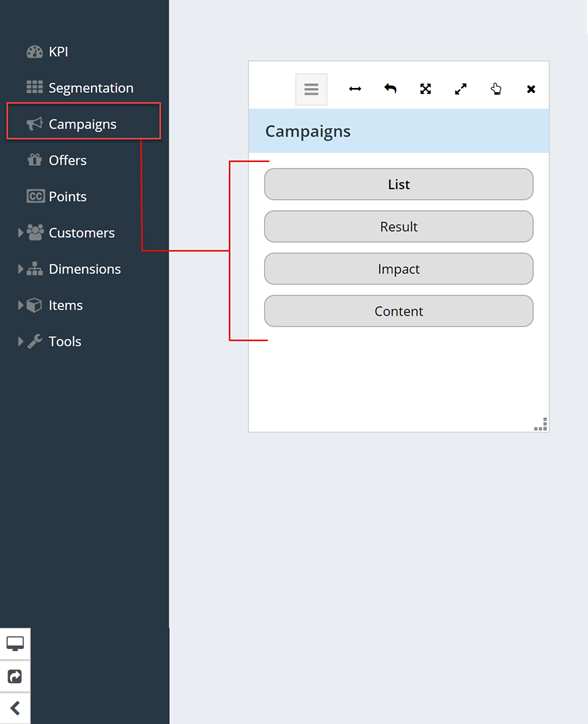 KPI
Segmentation
Campaigns
Offers
CC Points
Customers
Dimensions
Items
Tools
Campaigns
List
Result
Impact
Content